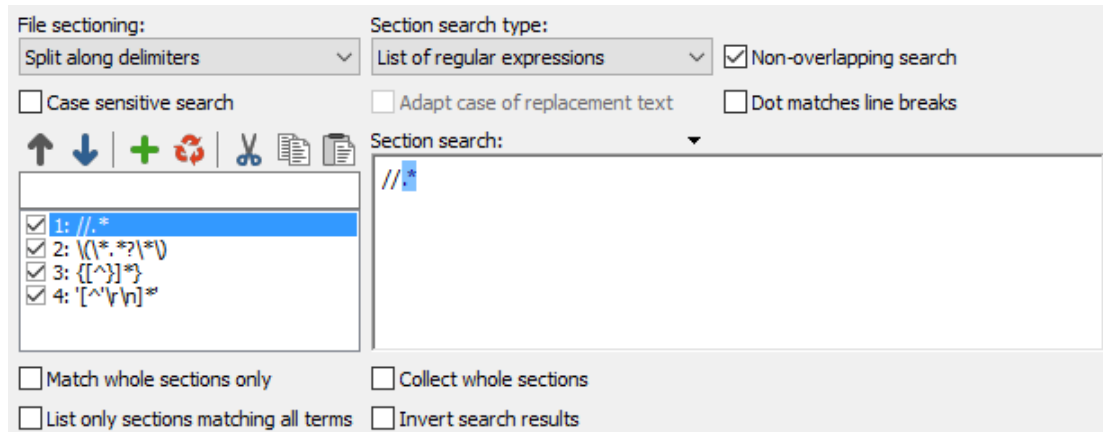 File sectioning: Section search type:
Split along delimiters List of regular expressions Non-overlapping search
Case sensitive search Adapt case of replacement text Dot matches line breaks
Section search:
//.*
1: //.*
2: \(\*.*?\*\)
3: {[^}]*}
4: '[^'\r\n]*'
Match whole sections only Collect whole sections
List only sections matching all terms Invert search results